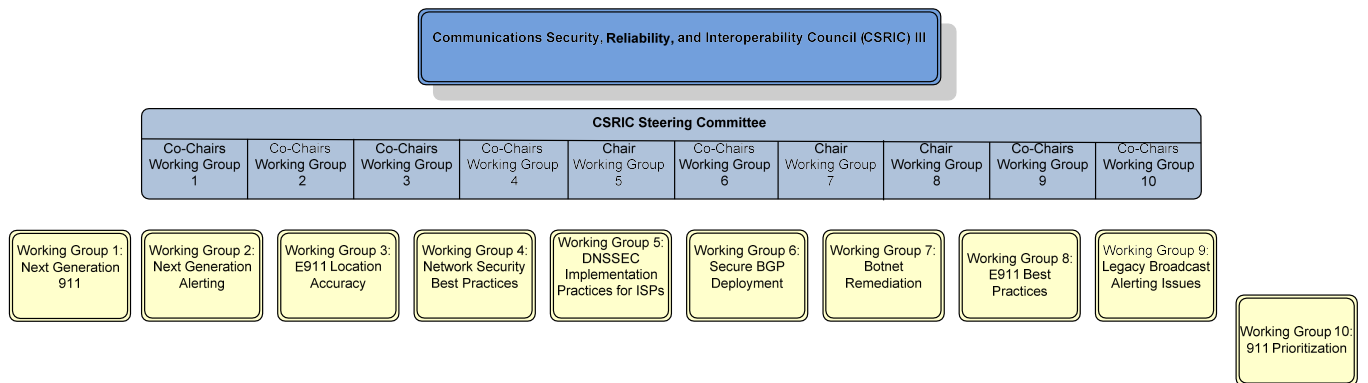 Communications Security, Reliability, and Interoperability Council (CSRIC) III
CSRIC Steering Committee
Co-Chairs
Working Group
1
Co-Chairs
Working Group
2
Co-Chairs
Working Group
3
Co-Chairs
Working Group
4
Chair
Working Group
5
Co-Chairs
Working Group
6
Chair
Working Group
7
Chair
Working Group
8
Co-Chairs
Working Group
9
Co-Chairs
Working Group
10
Working Group 1:
Next Generation
911
Working Group 2:
Next Generation
Alerting
Working Group 3:
E911 Location
Accuracy
Working Group 4:
Network Security
Best Practices
Working Group 5:
DNSSEC
Implementation
Practices for ISPs
Working Group 6:
Secure BGP
Deployment
Working Group 7:
Botnet
Remediation
Working Group 8:
E911 Best
Practices
Working Group 9:
Legacy Broadcast
Alerting Issues
Working Group 10:
911 Prioritization